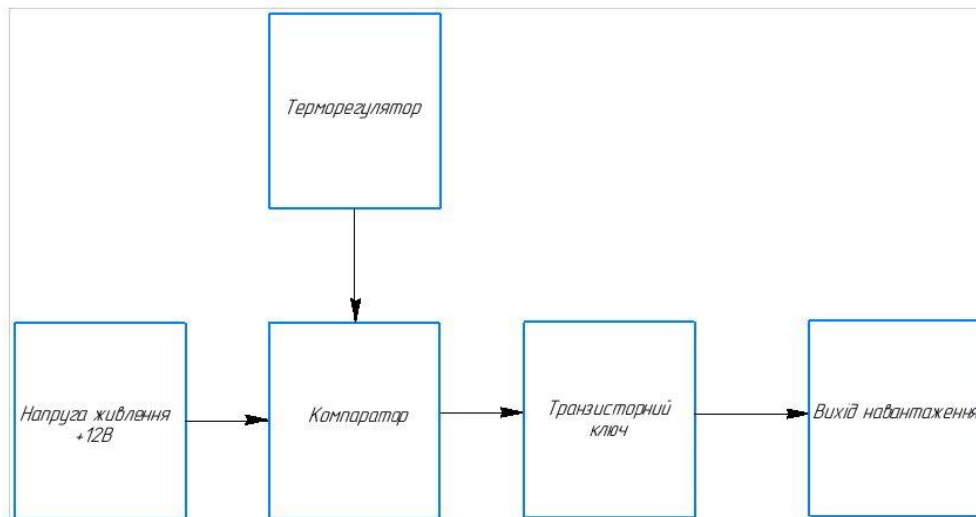 Терморегулятор
Напруга живлення
+12В
Компаратор
Транзисторний
ключ
Вихід навантаження